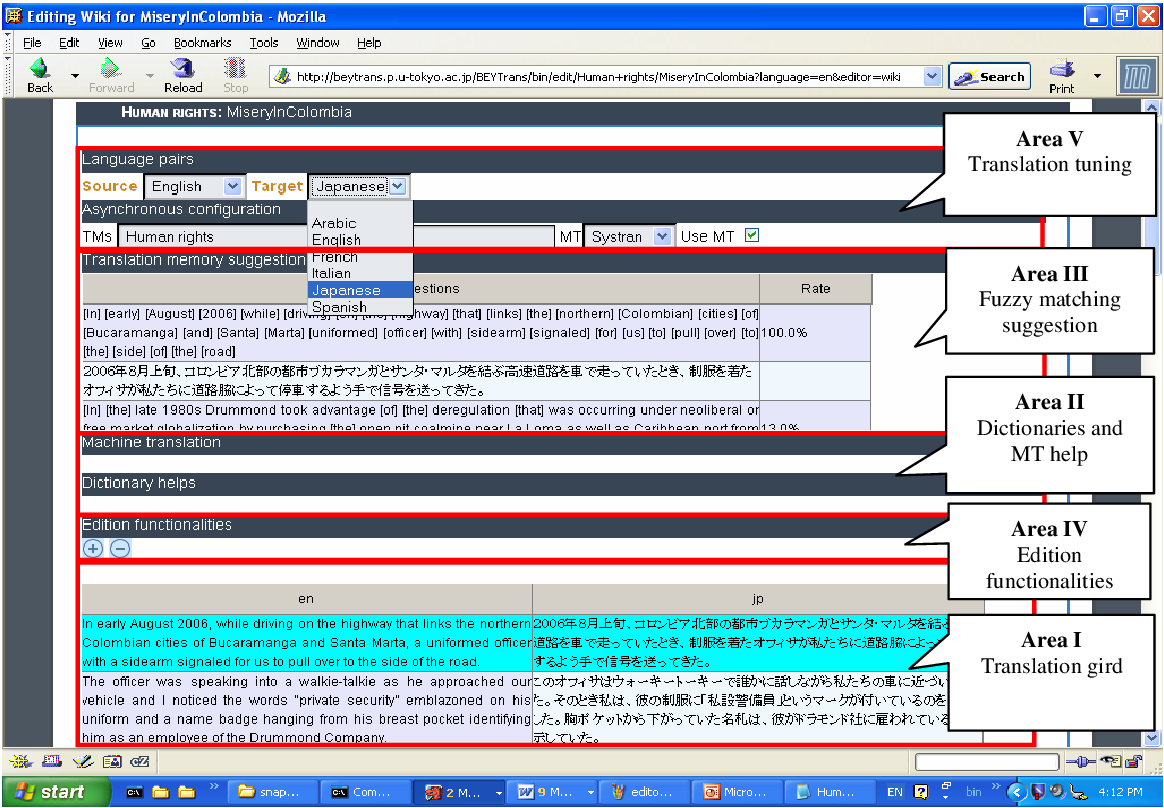 Editing Wiki for MiseryInColombia - Mozilla
File Edit View Go Bookmarks Tools Window Help
Back Forward Reload Stop http://beytrans.p.u-tokyo.ac.jp/BEYTrans/bin/edit/Human+rights/MiseryInColombia?language=en&editor=wiki Search Print
HUMAN RIGHTS: MiseryInColombia
Area V
Translation tuning
Language pairs
Source English Target Japanese
Asynchronous configuration
TMs Human rights MT Systran Use MT
Arabic
English
French
Italian
Japanese
Spanish
Translation memory suggestion
estions Rate
[In] [early] [August] [2006] [while] [driving] [the] [highway] [that] [links] [the] [northern] [Colombian] [cities] [of]
[Bucaramanga] [and] [Santa] [Marta] [uniformed] [officer] [with] [sidearm] [signaled] [for] [us] [to] [pull] [over] [to] 100.0%
[the] [side] [of] [the] [road]
2006年8月上旬、コロンビア北部の都市ブカラマンガとサンタ・マルタを結ぶ高速道路を車で走っていたとき、制服を着た
オフィサが私たちに道路脇によって停車するよう手で信号を送ってきた。
[In] [the] late 1980s Drummond took advantage [of] [the] deregulation [that] was occurring under neoliberal or
free market globalization by purchasing [the] open pit coalmine near La Loma as well as Caribbean port from 13.0%
Area III
Fuzzy matching
suggestion
Machine translation
Dictionary helps
Area II
Dictionaries and
MT help
Edition functionalities
Area IV
Edition
functionalities
en jp
In early August 2006, while driving on the highway that links the northern
Colombian cities of Bucaramanga and Santa Marta, a uniformed officer
with a sidearm signaled for us to pull over to the side of the road.
2006年8月上旬、コロンビア北部の都市ブカラマンガとサンタ・マルタを結
道路を車で走っていたとき、制服を着たオフィサが私たちに道路脇によっ
するよう手で信号を送ってきた。
The officer was speaking into a walkie-talkie as he approached our
vehicle and I noticed the words "private security" emblazoned on his
uniform and a name badge hanging from his breast pocket identifying
him as an employee of the Drummond Company.
このオフィサはウォーキートーキーで誰かに話しながら私たちの車に近づい
た。そのとき私は、彼の制服に「私設警備員」というマークが付いているのを
した。胸ポケットから下がっていた名札は、彼がドラモンド社に雇われている
示していた。
Area I
Translation gird
start snap... Com... 2 M... 9 M... edito... Micro... Hum... EN bin 4:12 PM